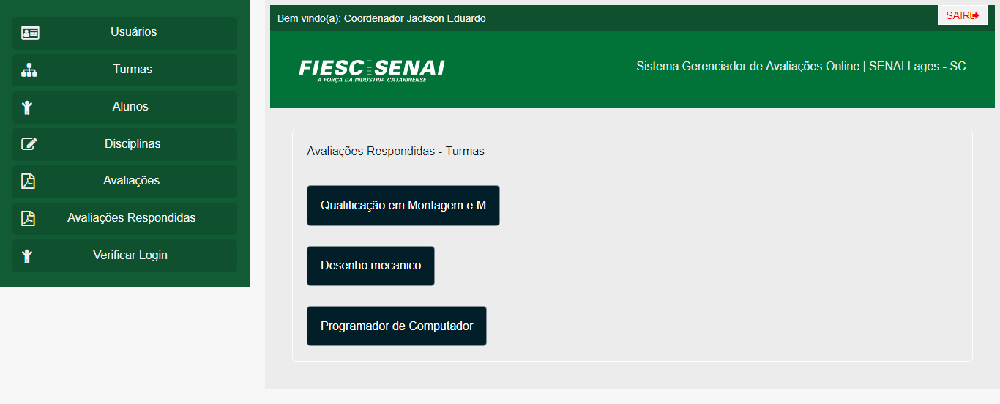 Usuários
Turmas
Alunos
Disciplinas
Avaliações
Avaliações Respondidas
Verificar Login
Bem vindo(a): Coordenador Jackson Eduardo
SAIR
FIESC SENAI
A FORÇA DA INDÚSTRIA CATARINENSE
Sistema Gerenciador de Avaliações Online | SENAI Lages - SC
Avaliações Respondidas - Turmas
Qualificação em Montagem e M
Desenho mecanico
Programador de Computador